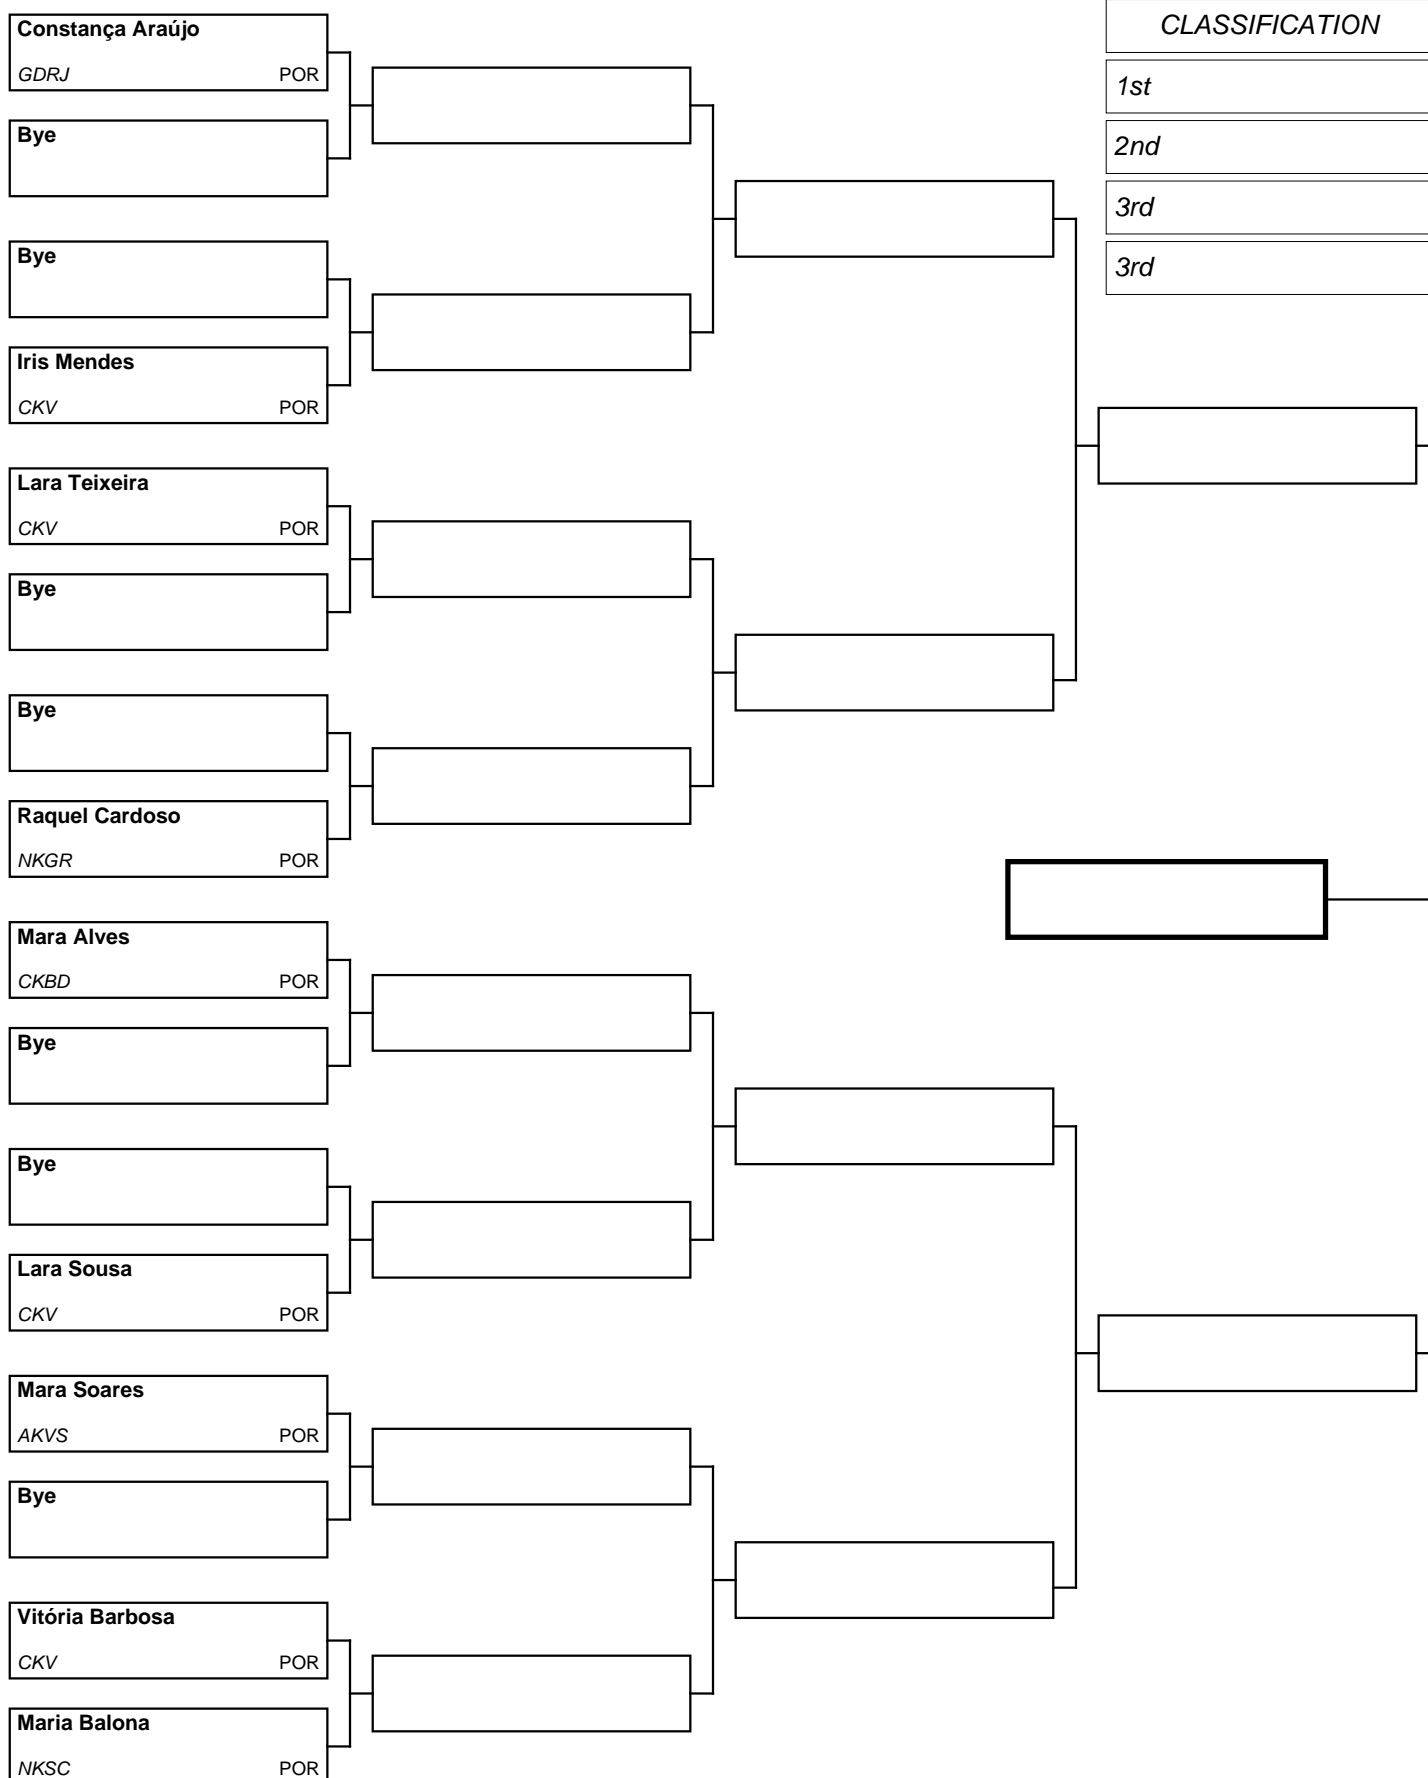 Constança Araújo
GDRJ POR
Bye
Bye
Iris Mendes
CKV POR
Lara Teixeira
CKV POR
Bye
Bye
Raquel Cardoso
NKGR POR
Mara Alves
CKBD POR
Bye
Bye
Lara Sousa
CKV POR
Mara Soares
AKVS POR
Bye
Vitória Barbosa
CKV POR
Maria Balona
NKSC POR
CLASSIFICATION
1st
2nd
3rd
3rd